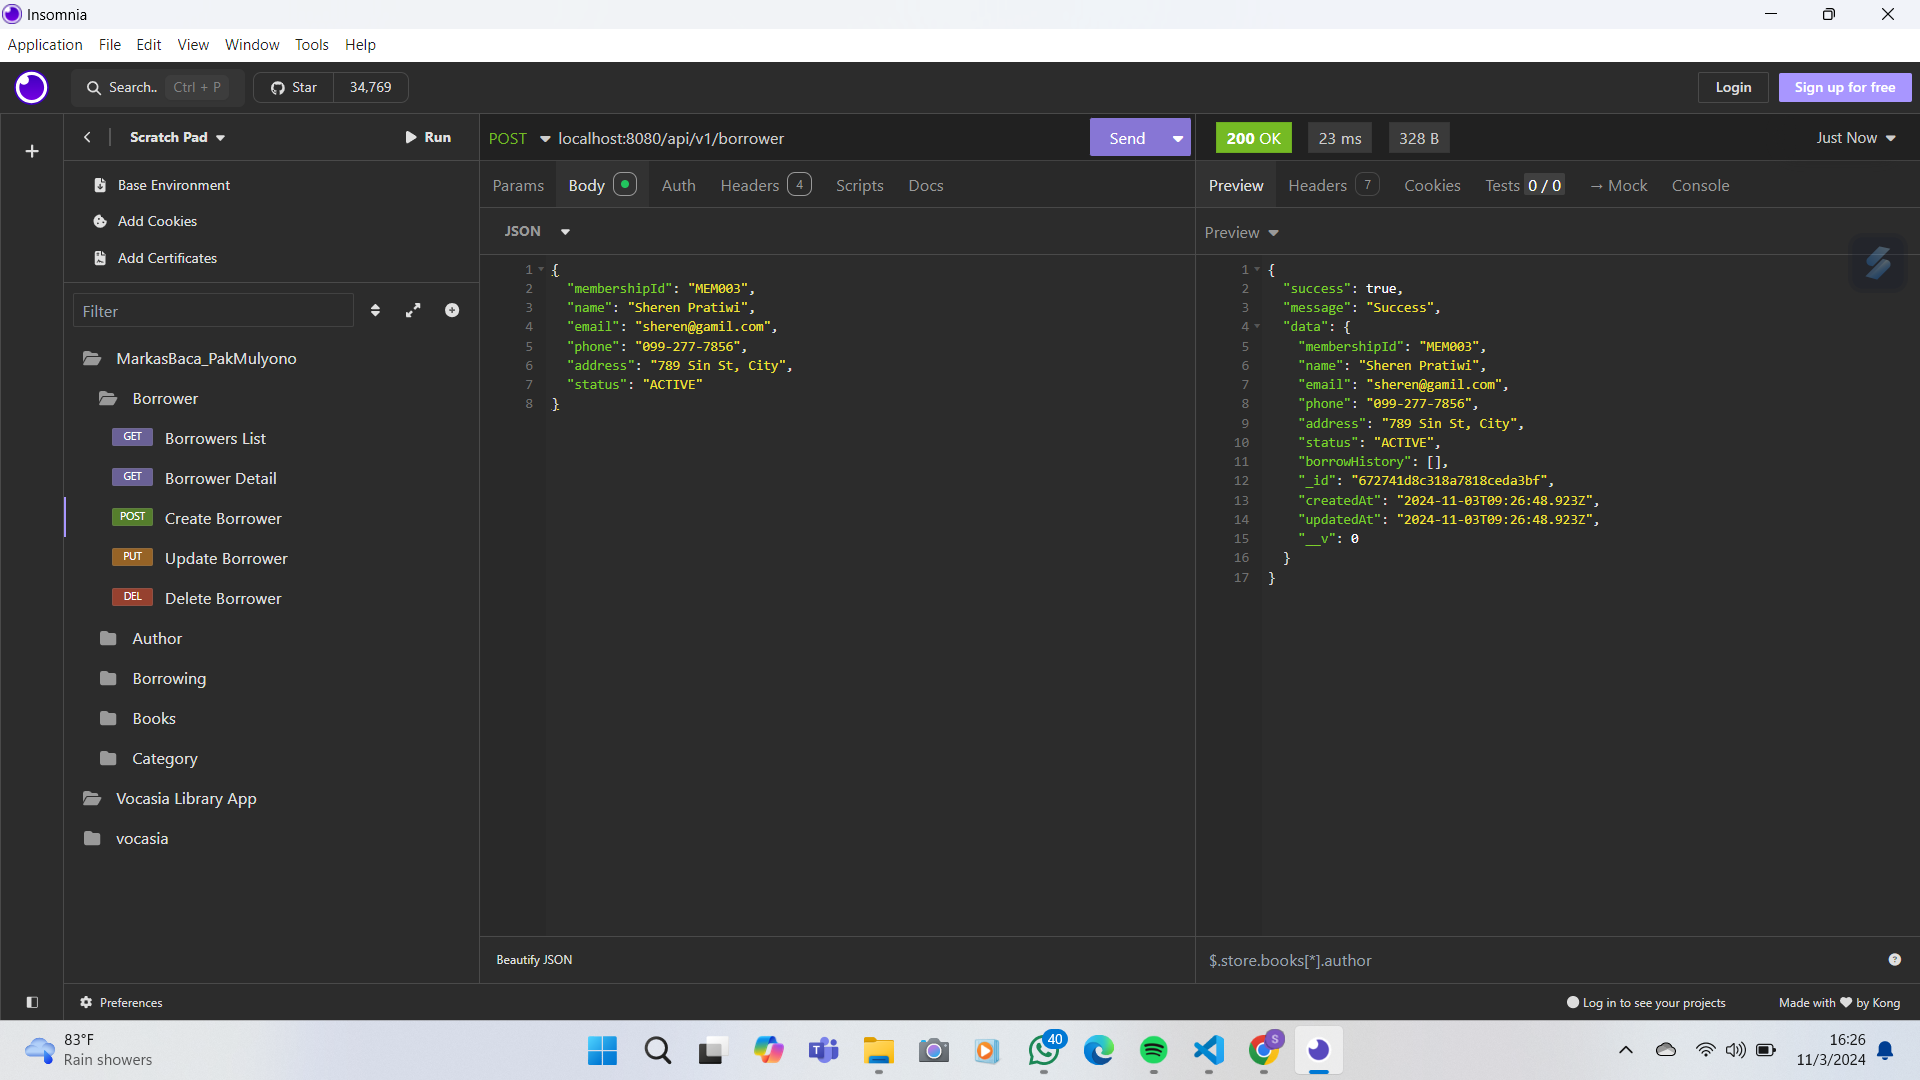 Insomnia
Application File Edit View Window Tools Help
Search.. Ctrl + P Star 34,769 Login Sign up for free
Scratch Pad Run
Base Environment
Add Cookies
Add Certificates
Filter
MarkasBaca_PakMulyono
Borrower
GET Borrowers List
GET Borrower Detail
POST Create Borrower
PUT Update Borrower
DEL Delete Borrower
Author
Borrowing
Books
Category
Vocasia Library App
vocasia
POST localhost:8080/api/v1/borrower Send
Params Body Auth Headers 4 Scripts Docs
JSON
1 {
2 "membershipId": "MEM003",
3 "name": "Sheren Pratiwi",
4 "email": "sheren@gamil.com",
5 "phone": "099-277-7856",
6 "address": "789 Sin St, City",
7 "status": "ACTIVE"
8 }
Beautify JSON
200 OK 23 ms 328 B Just Now
Preview Headers 7 Cookies Tests 0 / 0 → Mock Console
Preview
1 {
2 "success": true,
3 "message": "Success",
4 "data": {
5 "membershipId": "MEM003",
6 "name": "Sheren Pratiwi",
7 "email": "sheren@gamil.com",
8 "phone": "099-277-7856",
9 "address": "789 Sin St, City",
10 "status": "ACTIVE",
11 "borrowHistory": [],
12 "_id": "672741d8c318a7818ceda3bf",
13 "createdAt": "2024-11-03T09:26:48.923Z",
14 "updatedAt": "2024-11-03T09:26:48.923Z",
15 "__v": 0
16 }
17 }
$.store.books[*].author
Preferences Log in to see your projects Made with ♥ by Kong
83°F
Rain showers
40
S
16:26
11/3/2024